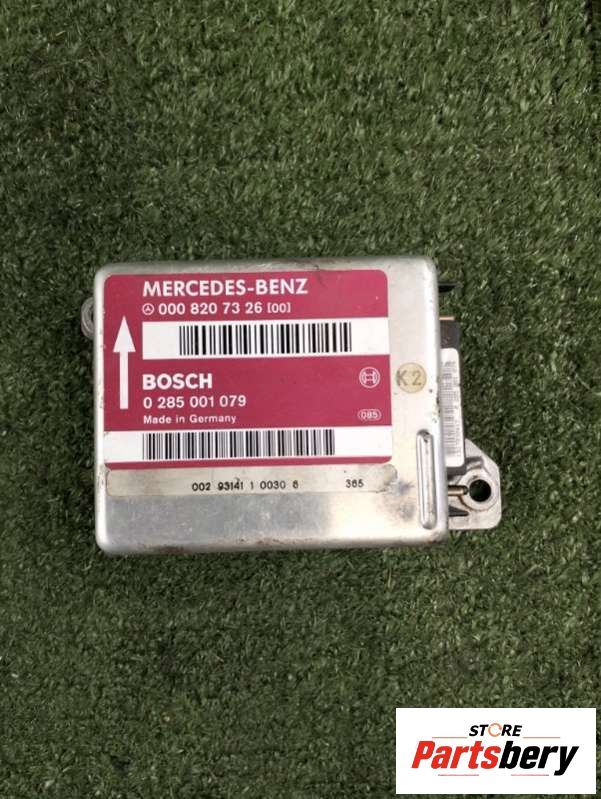 MERCEDES-BENZ
000 820 73 26 [00]
BOSCH
0 285 001 079
Made in Germany
085
K2
002 93141 1 0030 6 365
STORE
Partsbery